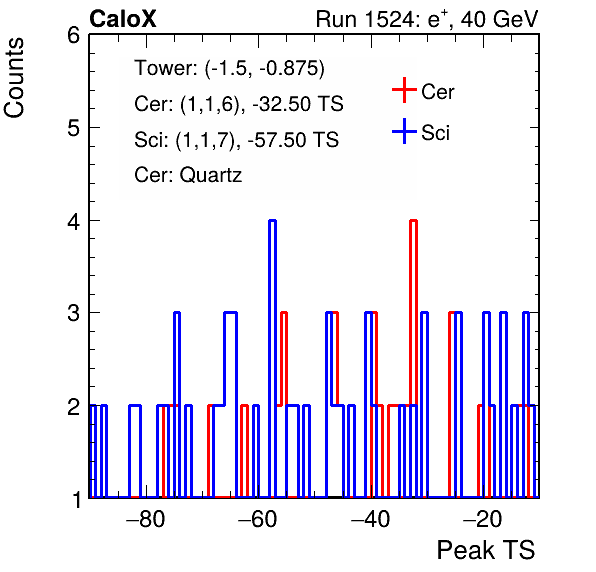 CaloX Run 1524: e+, 40 GeV
Counts
6
5
4
3
2
1
Tower: (-1.5, -0.875)
Cer: (1,1,6), -32.50 TS
Sci: (1,1,7), -57.50 TS
Cer: Quartz
Cer
Sci
−80 −60 −40 −20
Peak TS